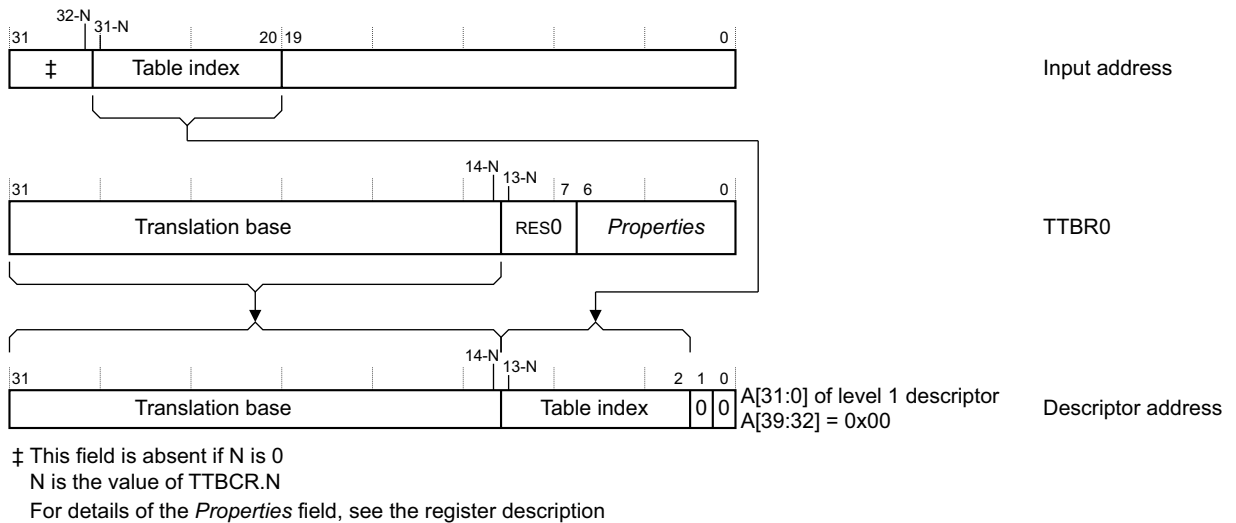 32-N
31-N
31 20 19 0
‡ Table index Input address
14-N
13-N
31 7 6 0
Translation base RES0 Properties TTBR0
14-N
13-N
31 2 1 0
Translation base Table index 0 0 A[31:0] of level 1 descriptor Descriptor address
A[39:32] = 0x00
‡ This field is absent if N is 0
N is the value of TTBCR.N
For details of the Properties field, see the register description